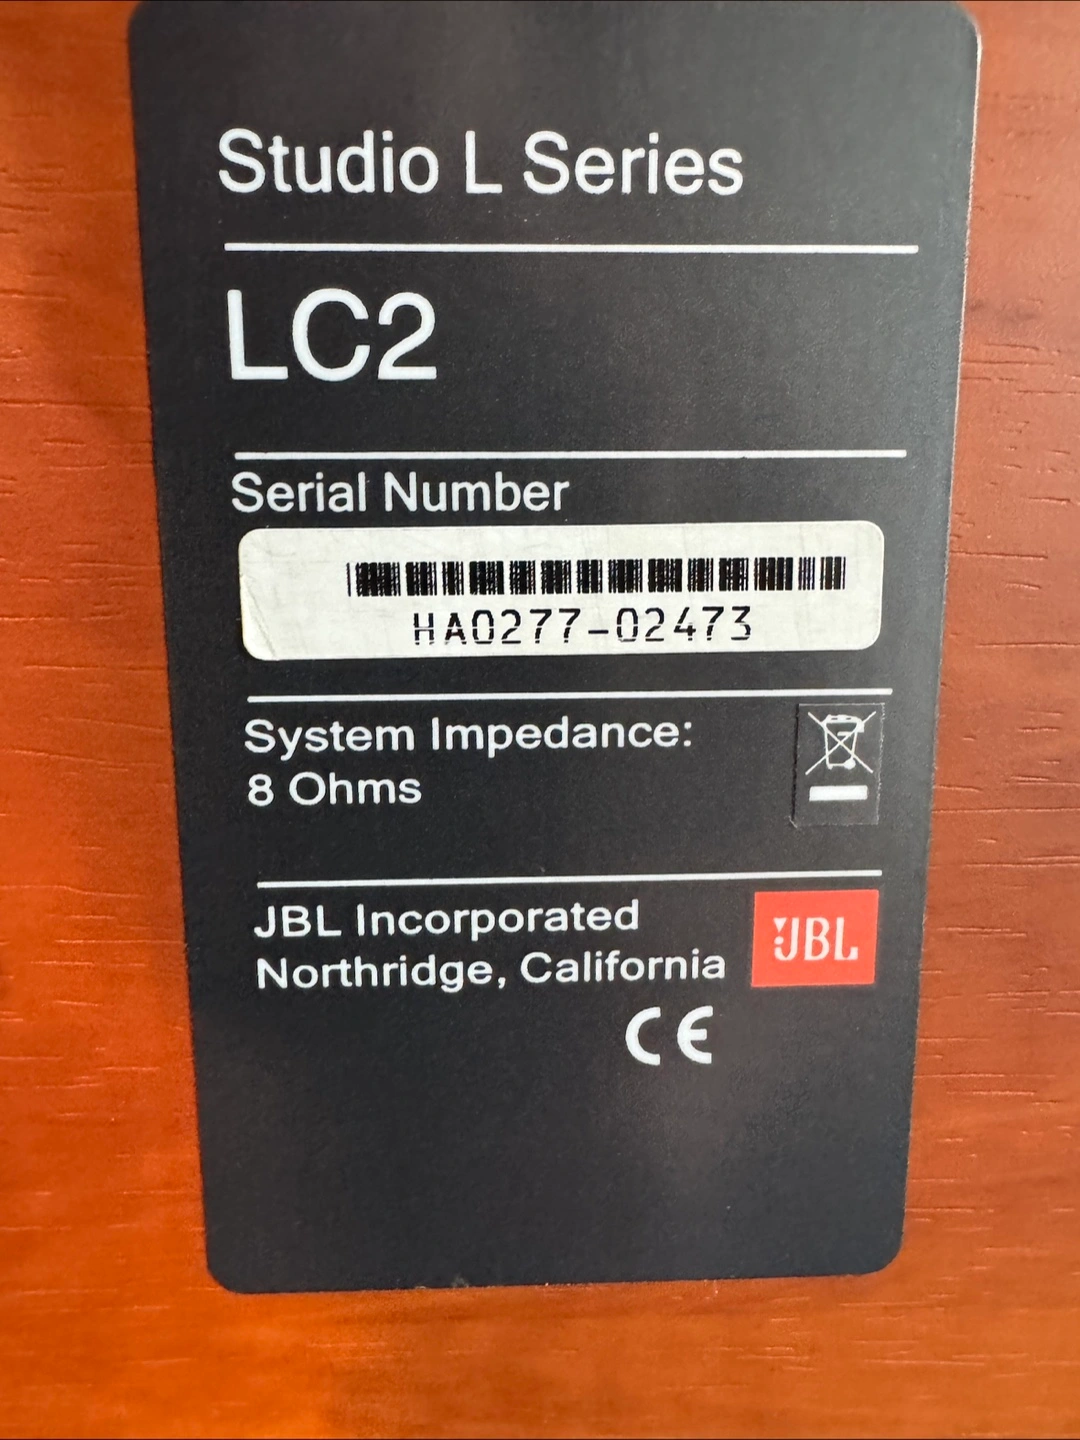 Studio L Series
LC2
Serial Number
HA0277-02473
System Impedance:
8 Ohms
JBL Incorporated
Northridge, California
JBL
CE